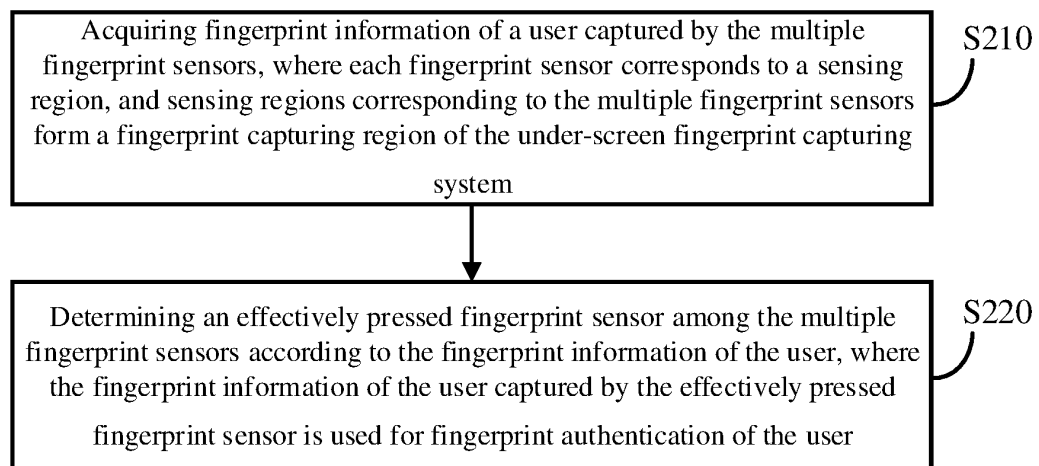 Acquiring fingerprint information of a user captured by the multiple
fingerprint sensors, where each fingerprint sensor corresponds to a sensing
region, and sensing regions corresponding to the multiple fingerprint sensors
form a fingerprint capturing region of the under-screen fingerprint capturing
system
S210
Determining an effectively pressed fingerprint sensor among the multiple
fingerprint sensors according to the fingerprint information of the user, where
the fingerprint information of the user captured by the effectively pressed
fingerprint sensor is used for fingerprint authentication of the user
S220